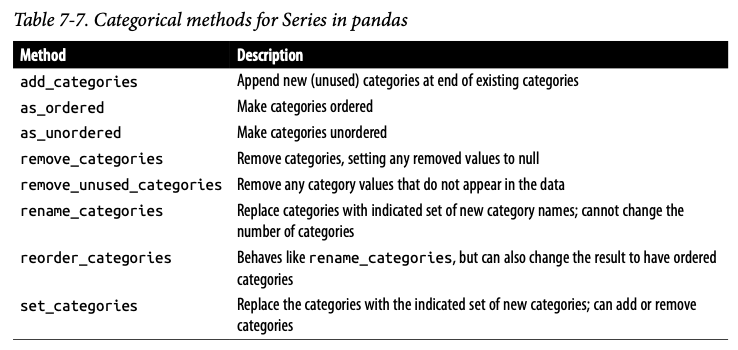 Table 7-7. Categorical methods for Series in pandas
Method Description
add_categories Append new (unused) categories at end of existing categories
as_ordered Make categories ordered
as_unordered Make categories unordered
remove_categories Remove categories, setting any removed values to null
remove_unused_categories Remove any category values that do not appear in the data
rename_categories Replace categories with indicated set of new category names; cannot change the
number of categories
reorder_categories Behaves like rename_categories, but can also change the result to have ordered
categories
set_categories Replace the categories with the indicated set of new categories; can add or remove
categories